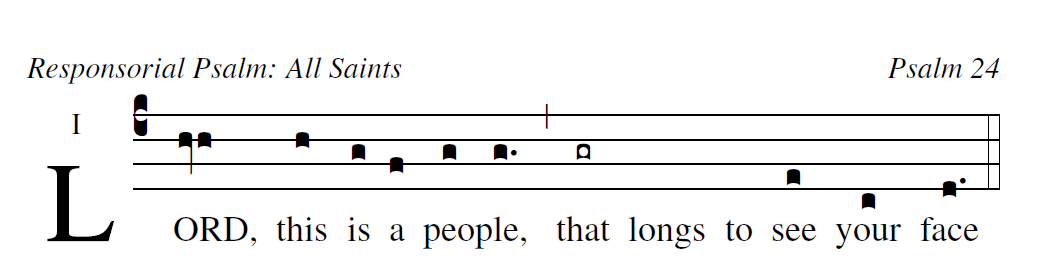 Responsorial Psalm: All Saints Psalm 24
I
LORD, this is a people, that longs to see your face